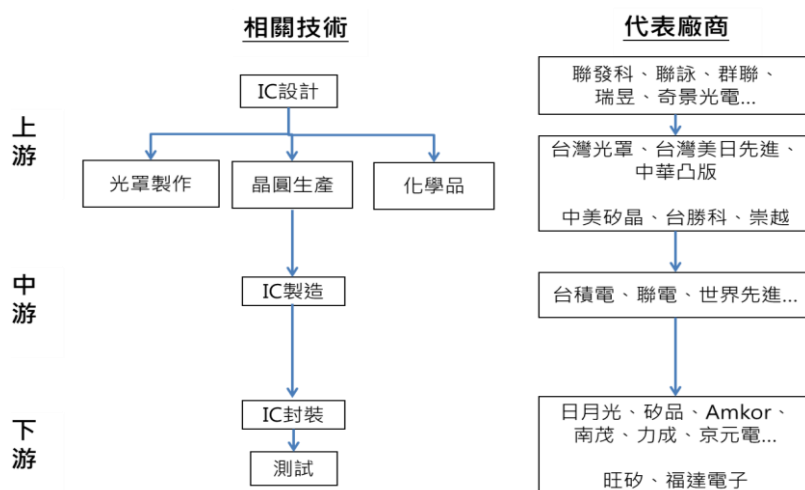 相關技術
代表廠商
上游
IC設計
聯發科、聯詠、群聯、
瑞昱、奇景光電...
光罩製作
晶圓生產
化學品
台灣光罩、台灣美日先進、
中華凸版
中美矽晶、台勝科、崇越
中游
IC製造
台積電、聯電、世界先進...
下游
IC封裝
測試
日月光、矽品、Amkor、
南茂、力成、京元電...
旺矽、福達電子